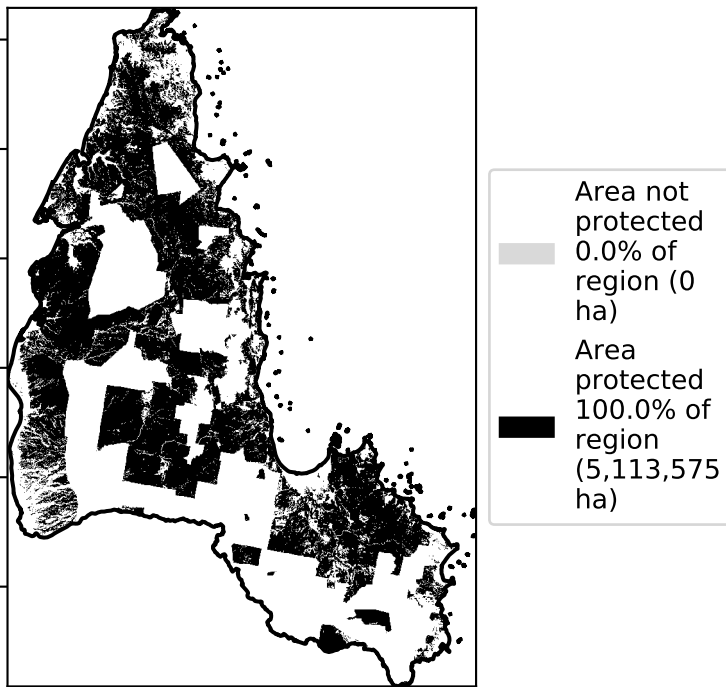 Area not
protected
0.0% of
region (0
ha)
Area
protected
100.0% of
region
(5,113,575
ha)